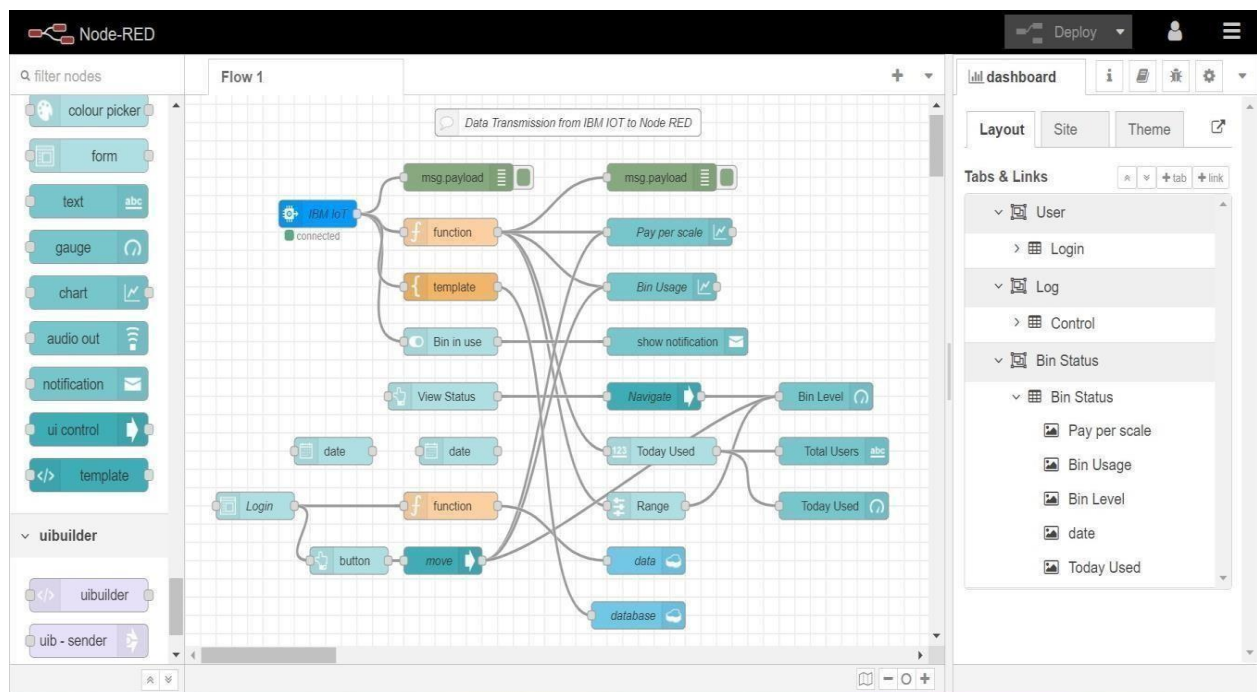 Node-RED
Deploy
filter nodes
Flow 1
dashboard
i
colour picker
form
text
abc
gauge
chart
audio out
notification
ui control
template
uibuilder
uibuilder
uib - sender
Data Transmission from IBM IOT to Node RED
msg.payload
msg.payload
IBM IoT
connected
function
Pay per scale
template
Bin Usage
Bin in use
show notification
View Status
Navigate
Bin Level
date
date
123
Today Used
Total Users
abc
Login
function
Range
Today Used
button
move
data
database
Layout
Site
Theme
Tabs & Links
+ tab
+ link
User
Login
Log
Control
Bin Status
Bin Status
Pay per scale
Bin Usage
Bin Level
date
Today Used